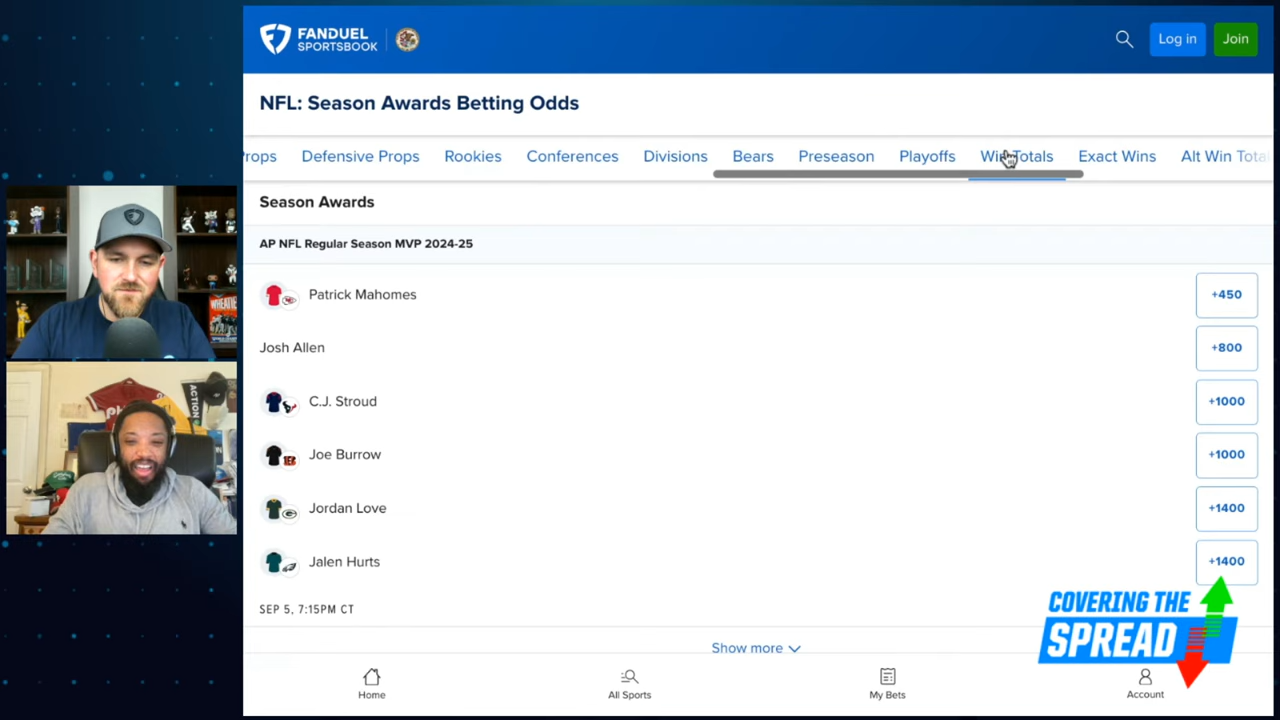 FANDUEL
SPORTSBOOK
Log in
Join
NFL: Season Awards Betting Odds
Props Defensive Props Rookies Conferences Divisions Bears Preseason Playoffs Win Totals Exact Wins Alt Win Tota
Season Awards
AP NFL Regular Season MVP 2024-25
Patrick Mahomes +450
Josh Allen +800
C.J. Stroud +1000
Joe Burrow +1000
Jordan Love +1400
Jalen Hurts +1400
SEP 5, 7:15PM CT
Show more
Home All Sports My Bets Account
COVERING THE
SPREAD
WHEATIES
ACTION